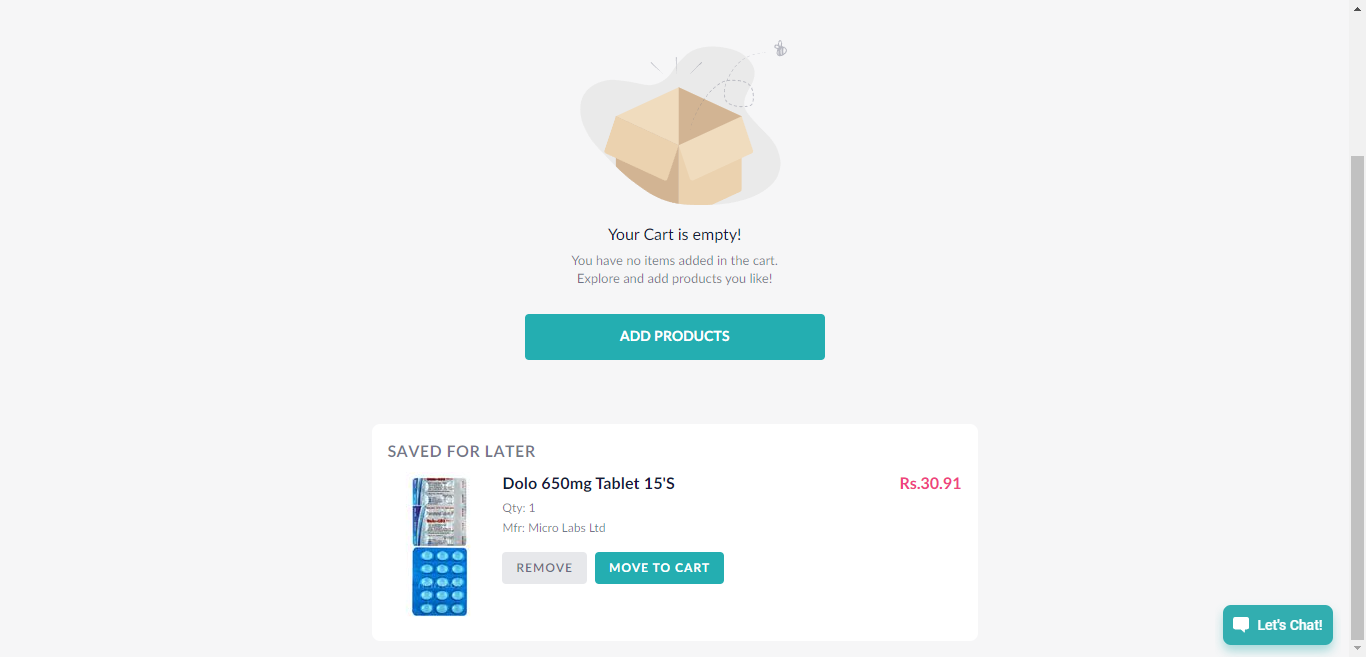 Your Cart is empty!
You have no items added in the cart.
Explore and add products you like!
ADD PRODUCTS
SAVED FOR LATER
Dolo 650mg Tablet 15'S
Rs.30.91
Qty: 1
Mfr: Micro Labs Ltd
REMOVE
MOVE TO CART
Let's Chat!